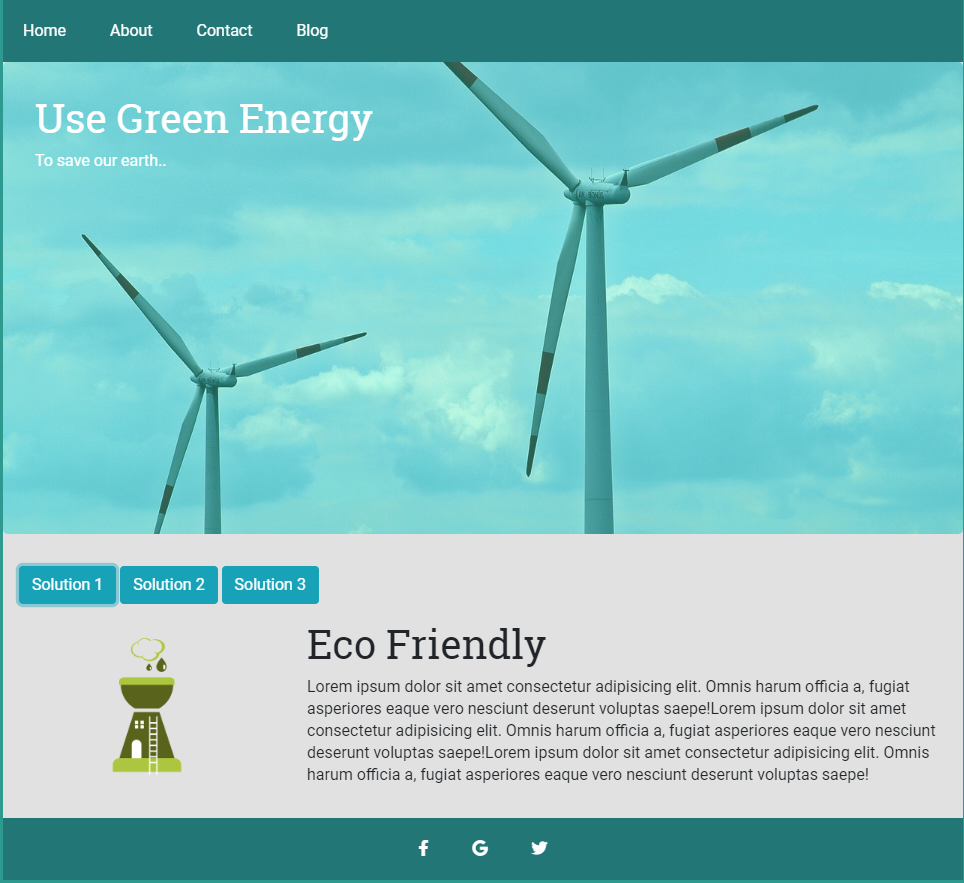 Home About Contact Blog
Use Green Energy
To save our earth..
Solution 1 Solution 2 Solution 3
Eco Friendly
Lorem ipsum dolor sit amet consectetur adipisicing elit. Omnis harum officia a, fugiat
asperiores eaque vero nesciunt deserunt voluptas saepe!Lorem ipsum dolor sit amet
consectetur adipisicing elit. Omnis harum officia a, fugiat asperiores eaque vero nesciunt
deserunt voluptas saepe!Lorem ipsum dolor sit amet consectetur adipisicing elit. Omnis
harum officia a, fugiat asperiores eaque vero nesciunt deserunt voluptas saepe!